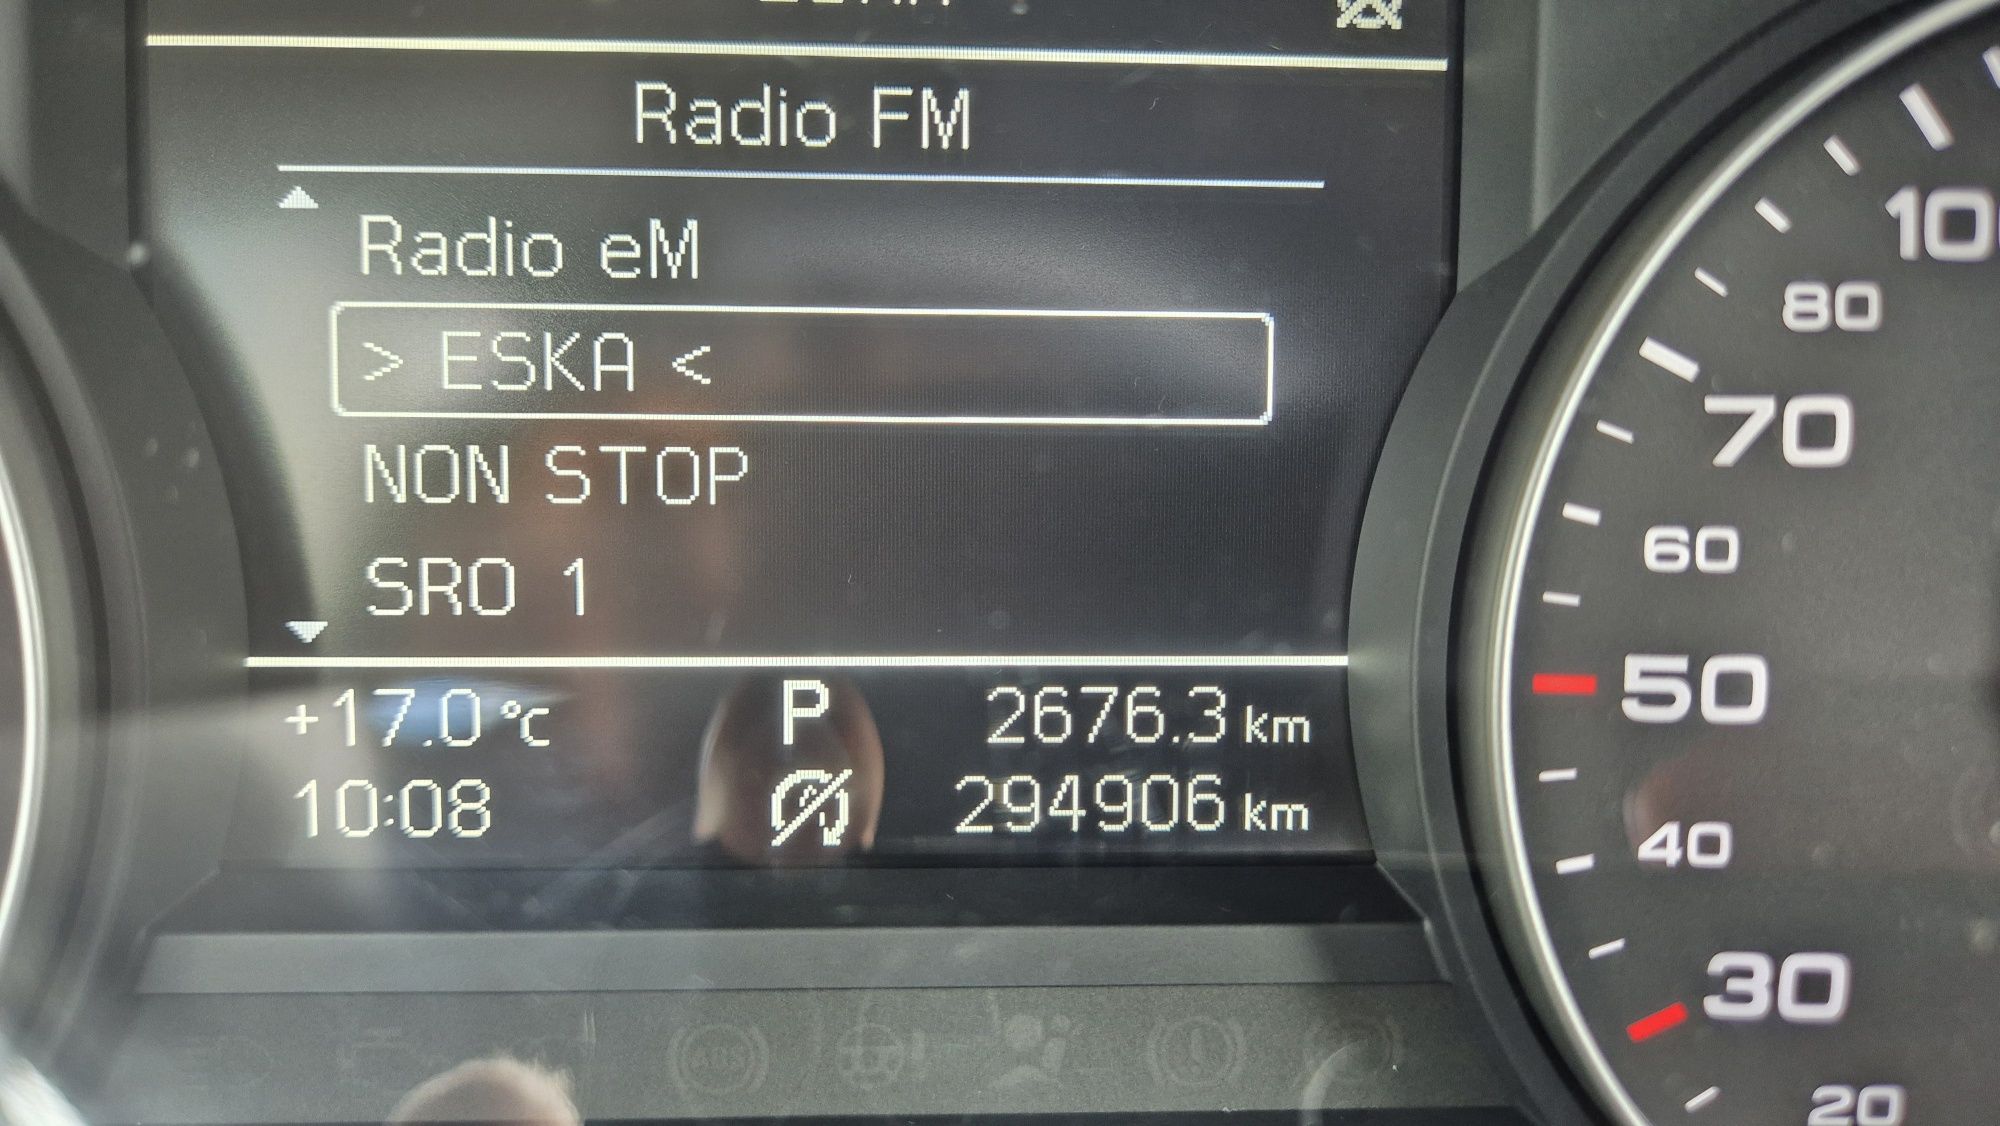 Radio FM
Radio eM
> ESKA <
NON STOP
SRO 1
+17.0 °C P 2676.3 km
10:08 294906 km
100
80
70
60
50
40
30
20
ABS